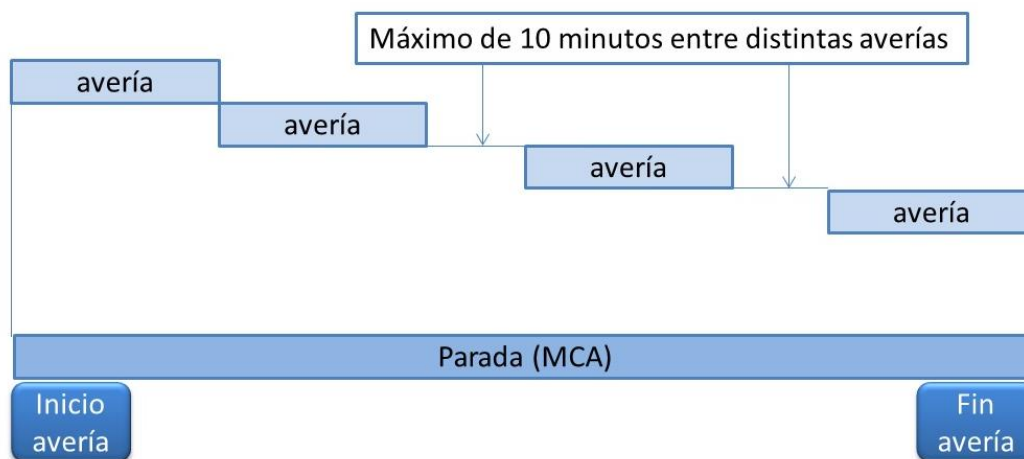 Máximo de 10 minutos entre distintas averías
avería
avería
avería
avería
Parada (MCA)
Inicio
avería
Fin
avería